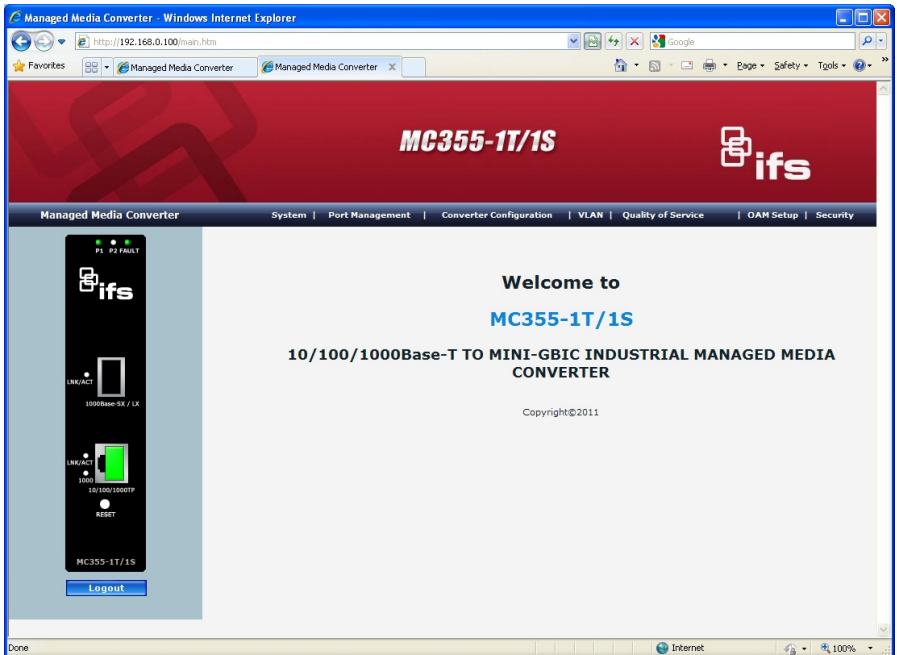 Managed Media Converter - Windows Internet Explorer
http://192.168.0.100/main.htm
Google
Favorites
Managed Media Converter
Managed Media Converter
Page
Safety
Tools
MC355-1T/1S
ifs
Managed Media Converter
System | Port Management | Converter Configuration | VLAN | Quality of Service | OAM Setup | Security
P1 P2 FAULT
ifs
LNK/ACT
1000Base-SX / LX
LNK/ACT
1000
10/100/1000TP
RESET
MC355-1T/1S
Logout
Welcome to
MC355-1T/1S
10/100/1000Base-T TO MINI-GBIC INDUSTRIAL MANAGED MEDIA
CONVERTER
Copyright©2011
Done
Internet
100%